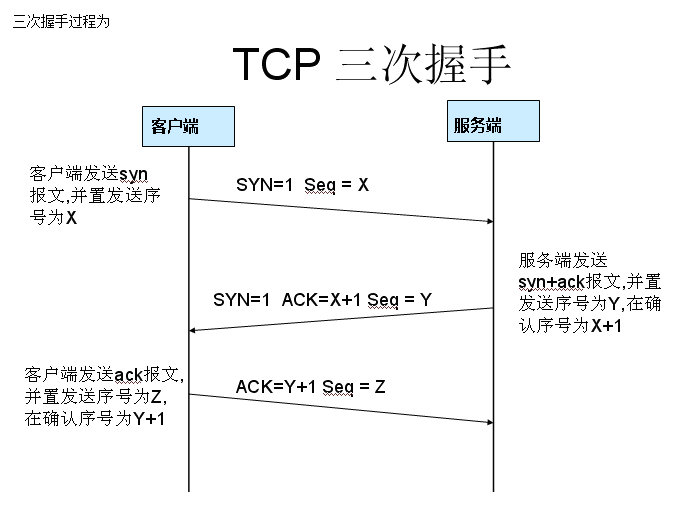 三次握手过程为
TCP 三次握手
客户端
服务端
客户端发送syn
报文,并置发送序
号为X
SYN=1 Seq = X
服务端发送
syn+ack报文,并置
发送序号为Y,在确
认序号为X+1
SYN=1 ACK=X+1 Seq = Y
客户端发送ack报文,
并置发送序号为Z,
在确认序号为Y+1
ACK=Y+1 Seq = Z